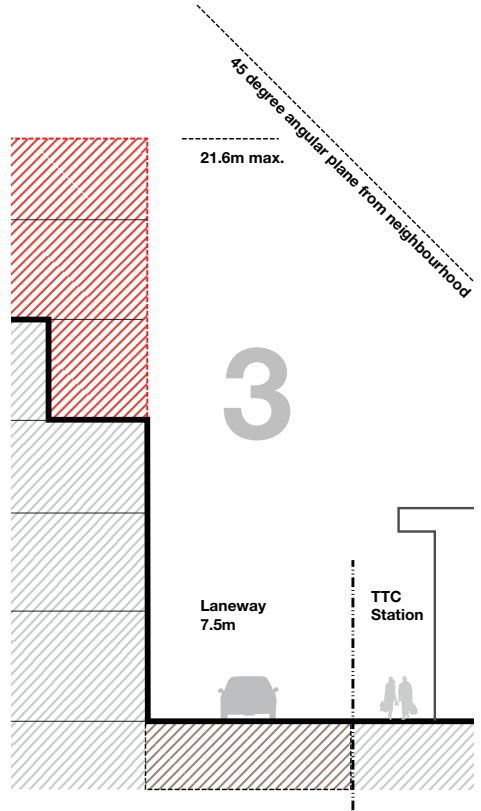 45 degree angular plane from neighbourhood
21.6m max.
3
Laneway
7.5m
TTC
Station